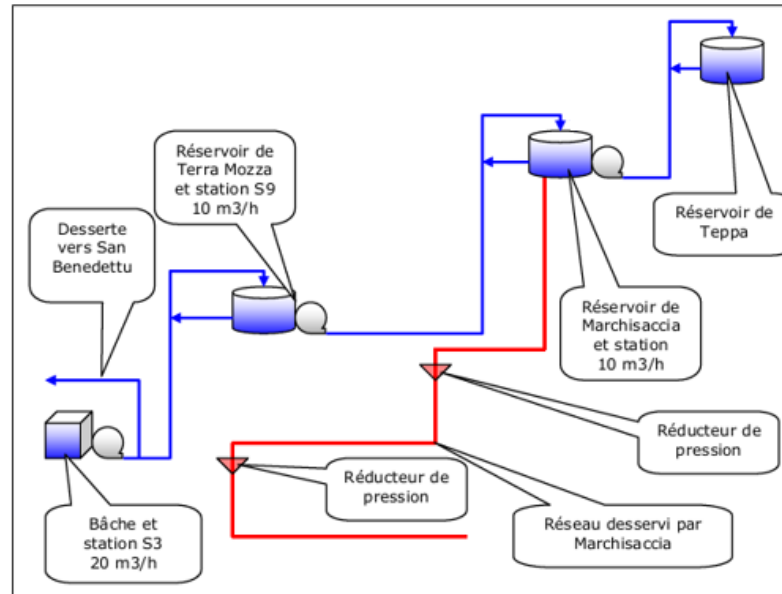 Réservoir de
Terra Mozza
et station S9
10 m3/h
Desserte
vers San
Benedettu
Réservoir de
Teppa
Réservoir de
Marchisaccia
et station
10 m3/h
Réducteur de
pression
Réducteur de
pression
Bâche et
station S3
20 m3/h
Réseau desservi par
Marchisaccia